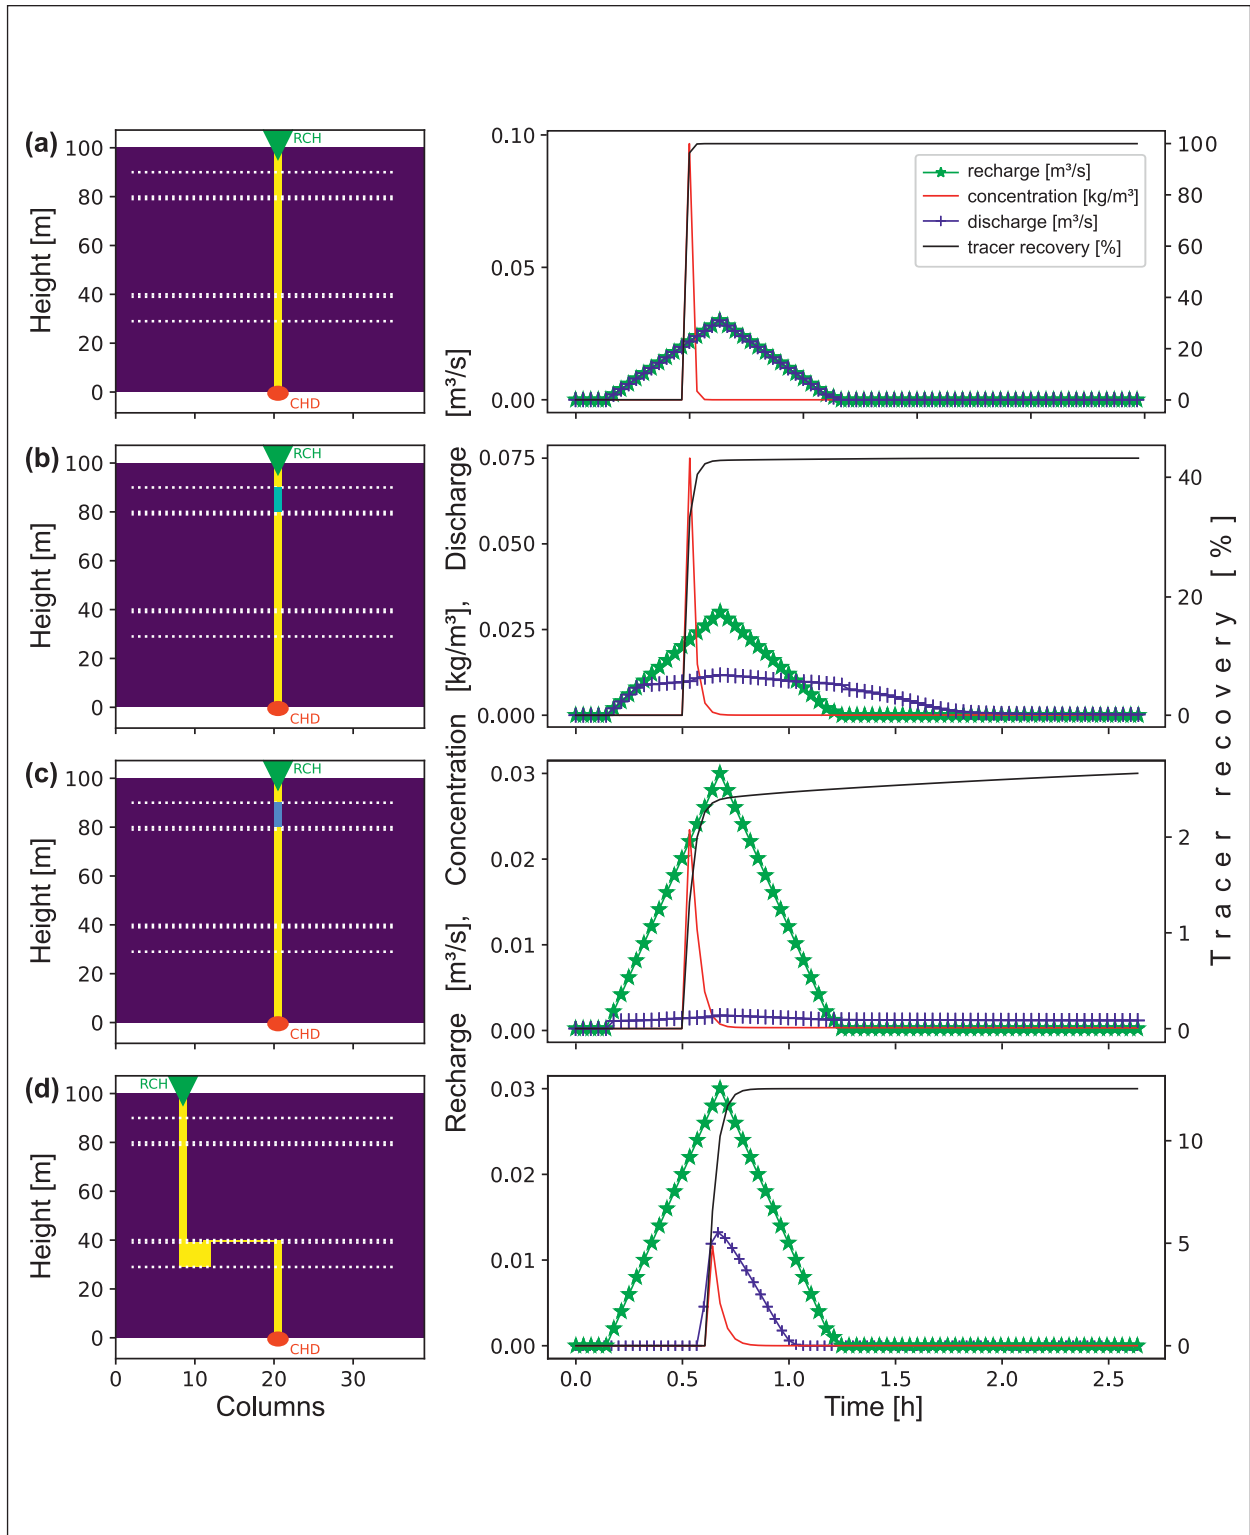 (a)
RCH
100
80
60
40
20
0
Height [m]
CHD
0.10
0.05
0.00
100
80
60
40
20
0
recharge [m³/s]
concentration [kg/m³]
discharge [m³/s]
tracer recovery [%]
(b)
RCH
100
80
60
40
20
0
Height [m]
CHD
0.075
0.050
0.025
0.000
40
20
0
(c)
RCH
100
80
60
40
20
0
Height [m]
CHD
0.03
0.02
0.01
0.00
2
1
0
(d)
RCH
100
80
60
40
20
0
Height [m]
CHD
0 10 20 30
Columns
0.03
0.02
0.01
0.00
10
5
0
0.0 0.5 1.0 1.5 2.0 2.5
Time [h]
Recharge [m³/s], Concentration [kg/m³], Discharge [m³/s]
Tracer recovery [%]